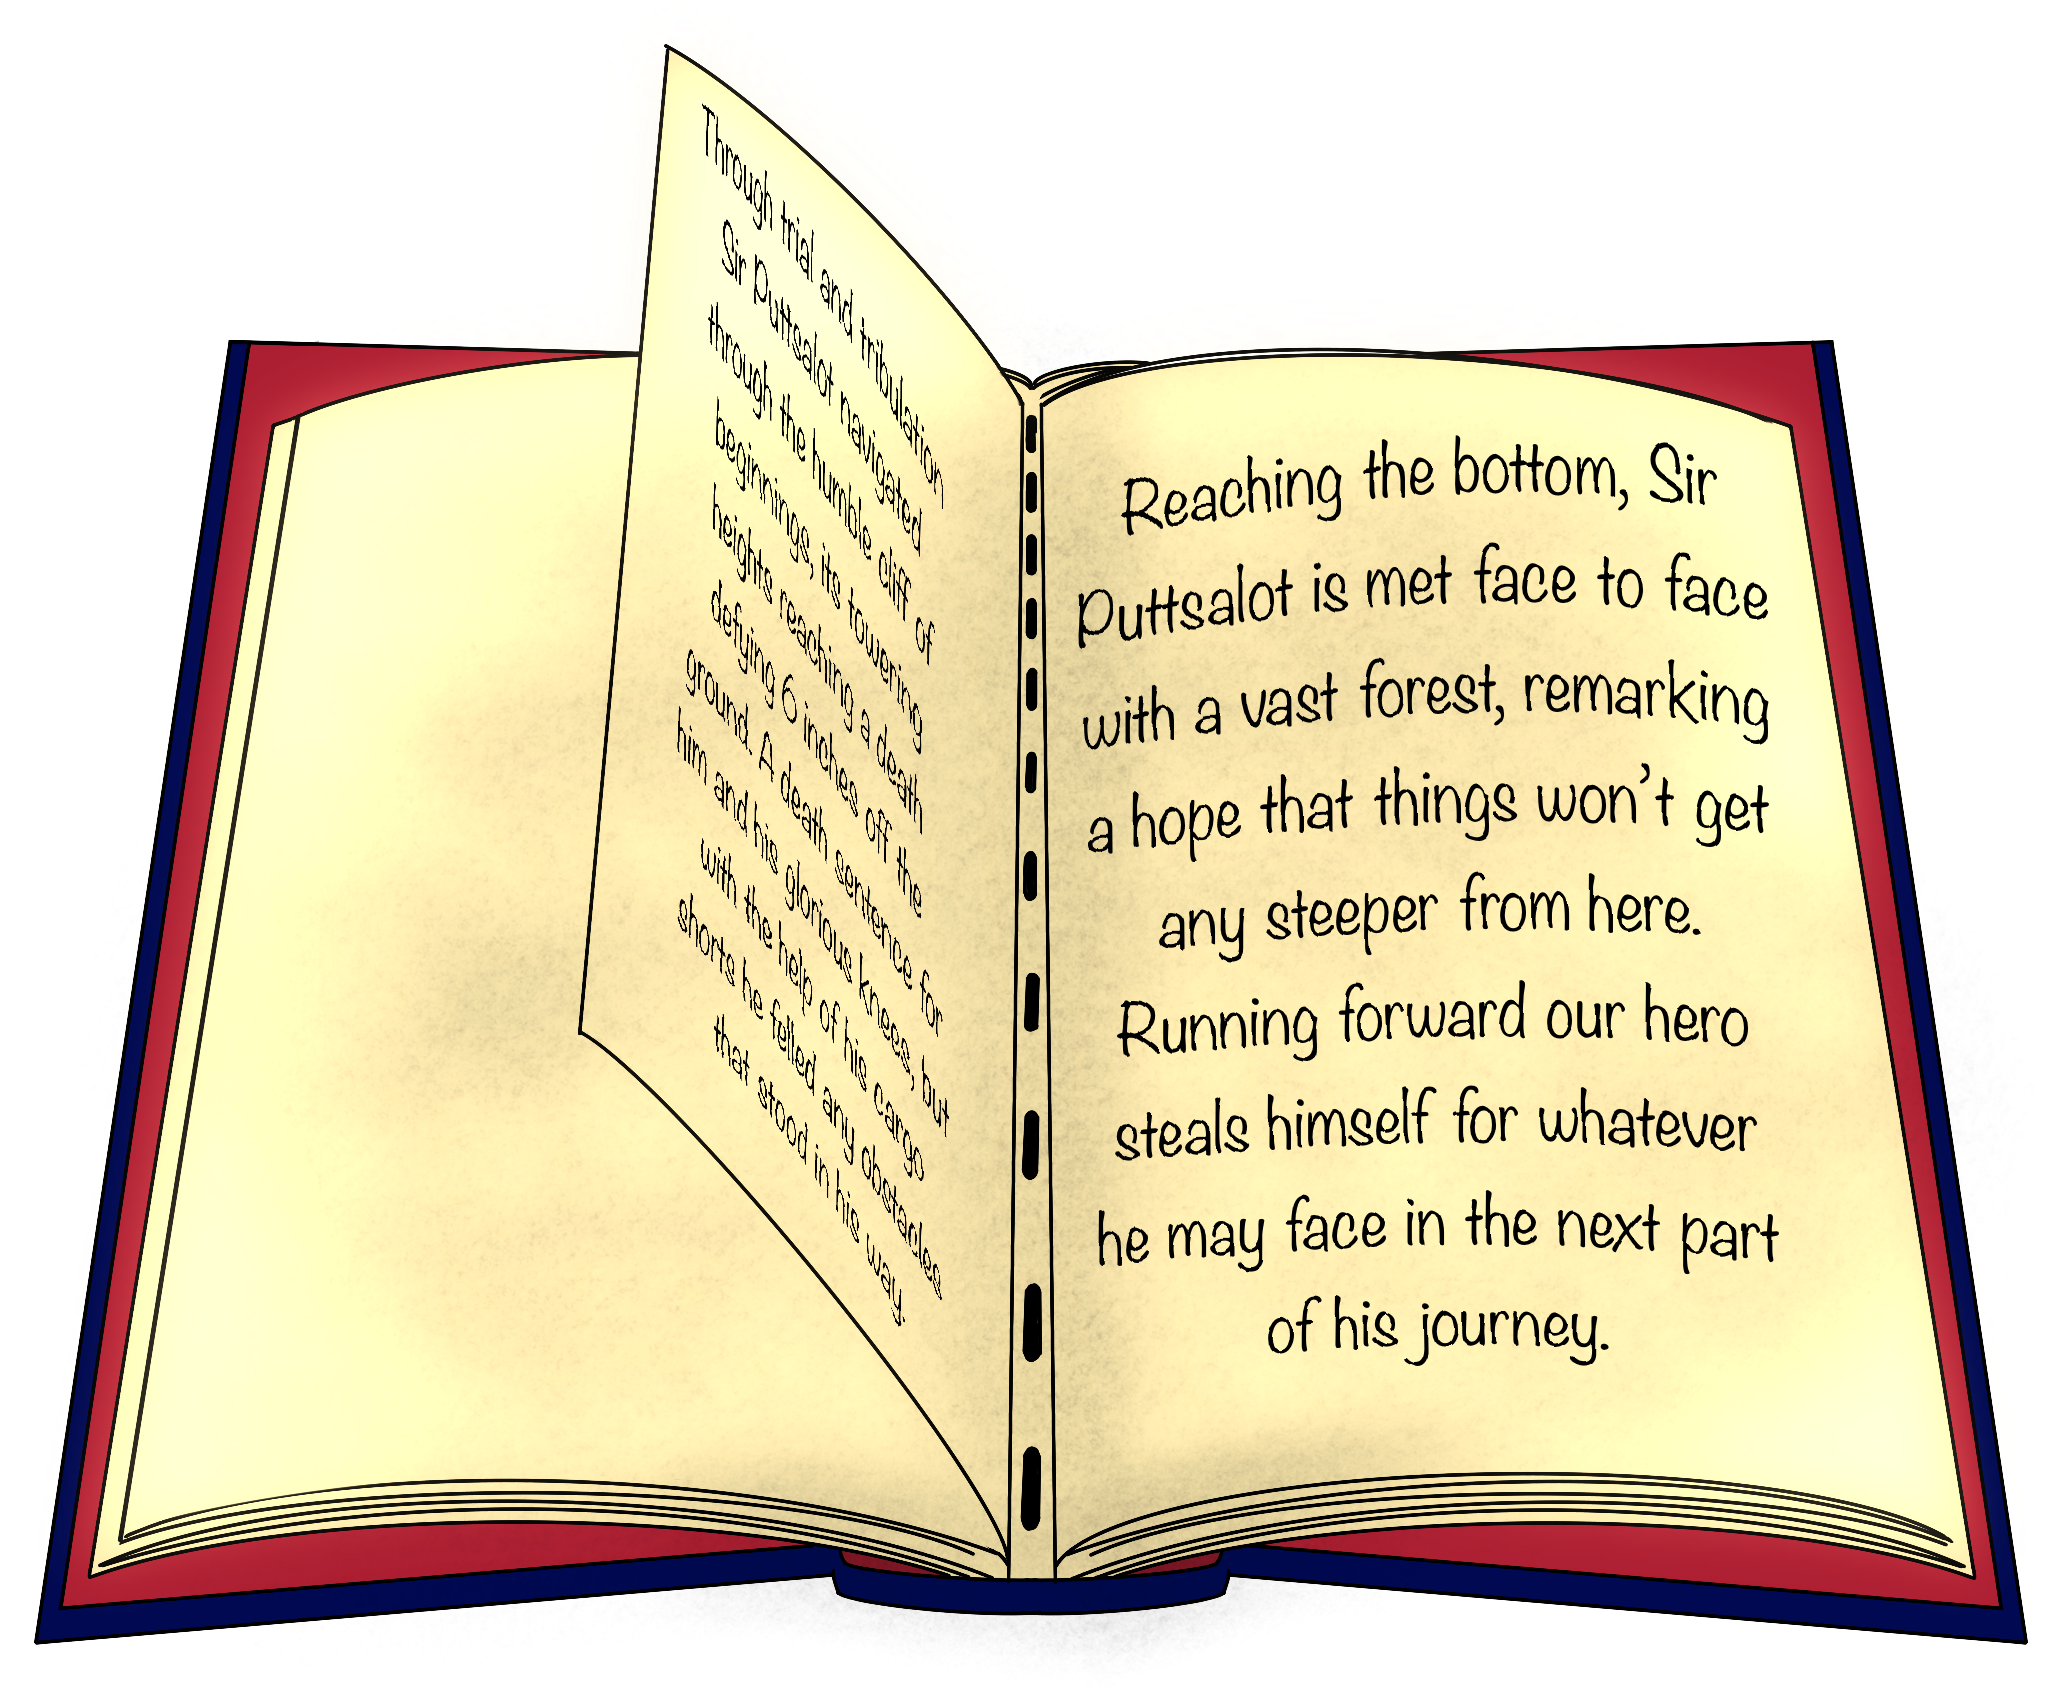 Through trial and tribulation
Sir Puttsalot navigated
through the humble cliff of
beginnings, its towering
heights reaching a death
defying 6 inches off the
ground. A death sentence for
him and his glorious knees, but
with the help of his cargo
shorts he felled any obstacles
that stood in his way.
Reaching the bottom, Sir
Puttsalot is met face to face
with a vast forest, remarking
a hope that things won't get
any steeper from here.
Running forward our hero
steals himself for whatever
he may face in the next part
of his journey.